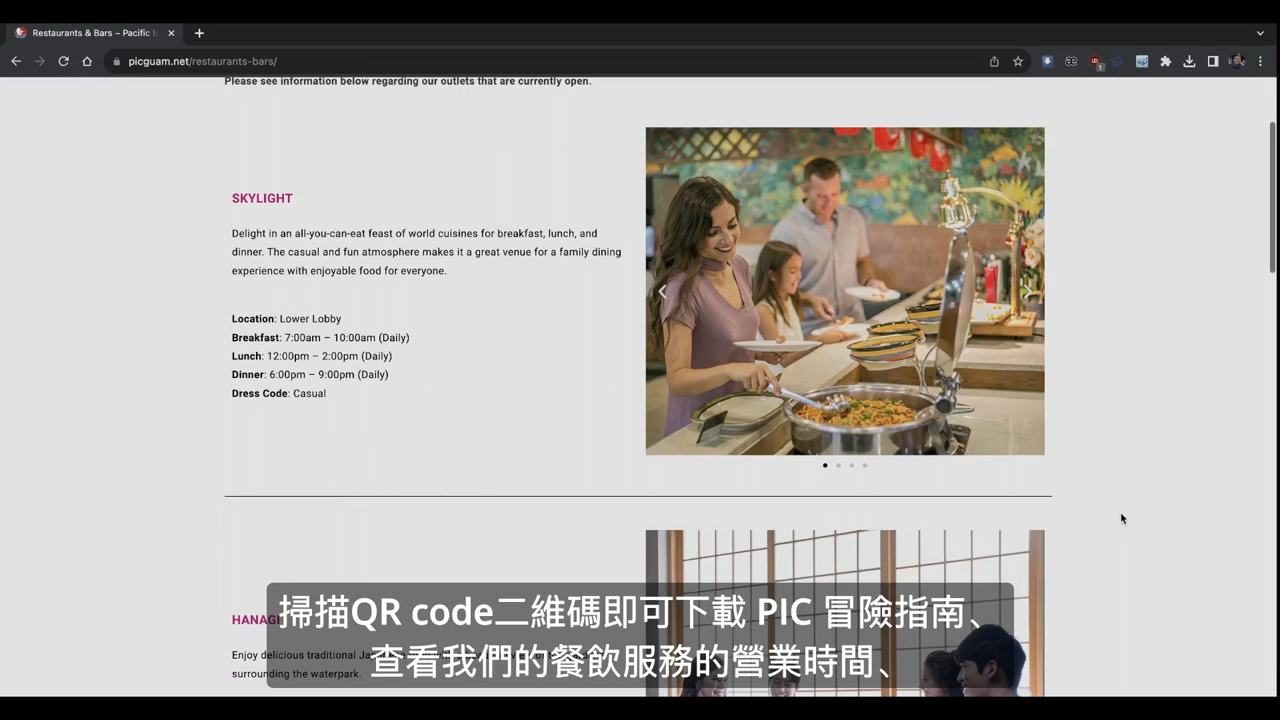 Restaurants & Bars – Pacific Is
picguam.net/restaurants-bars/
Please see information below regarding our outlets that are currently open.
SKYLIGHT
Delight in an all-you-can-eat feast of world cuisines for breakfast, lunch, and
dinner. The casual and fun atmosphere makes it a great venue for a family dining
experience with enjoyable food for everyone.
Location: Lower Lobby
Breakfast: 7:00am – 10:00am (Daily)
Lunch: 12:00pm – 2:00pm (Daily)
Dinner: 6:00pm – 9:00pm (Daily)
Dress Code: Casual
Enjoy delicious traditional
surrounding the waterpark.
掃描QR code二維碼即可下載 PIC 冒險指南、
查看我們的餐飲服務的營業時間、